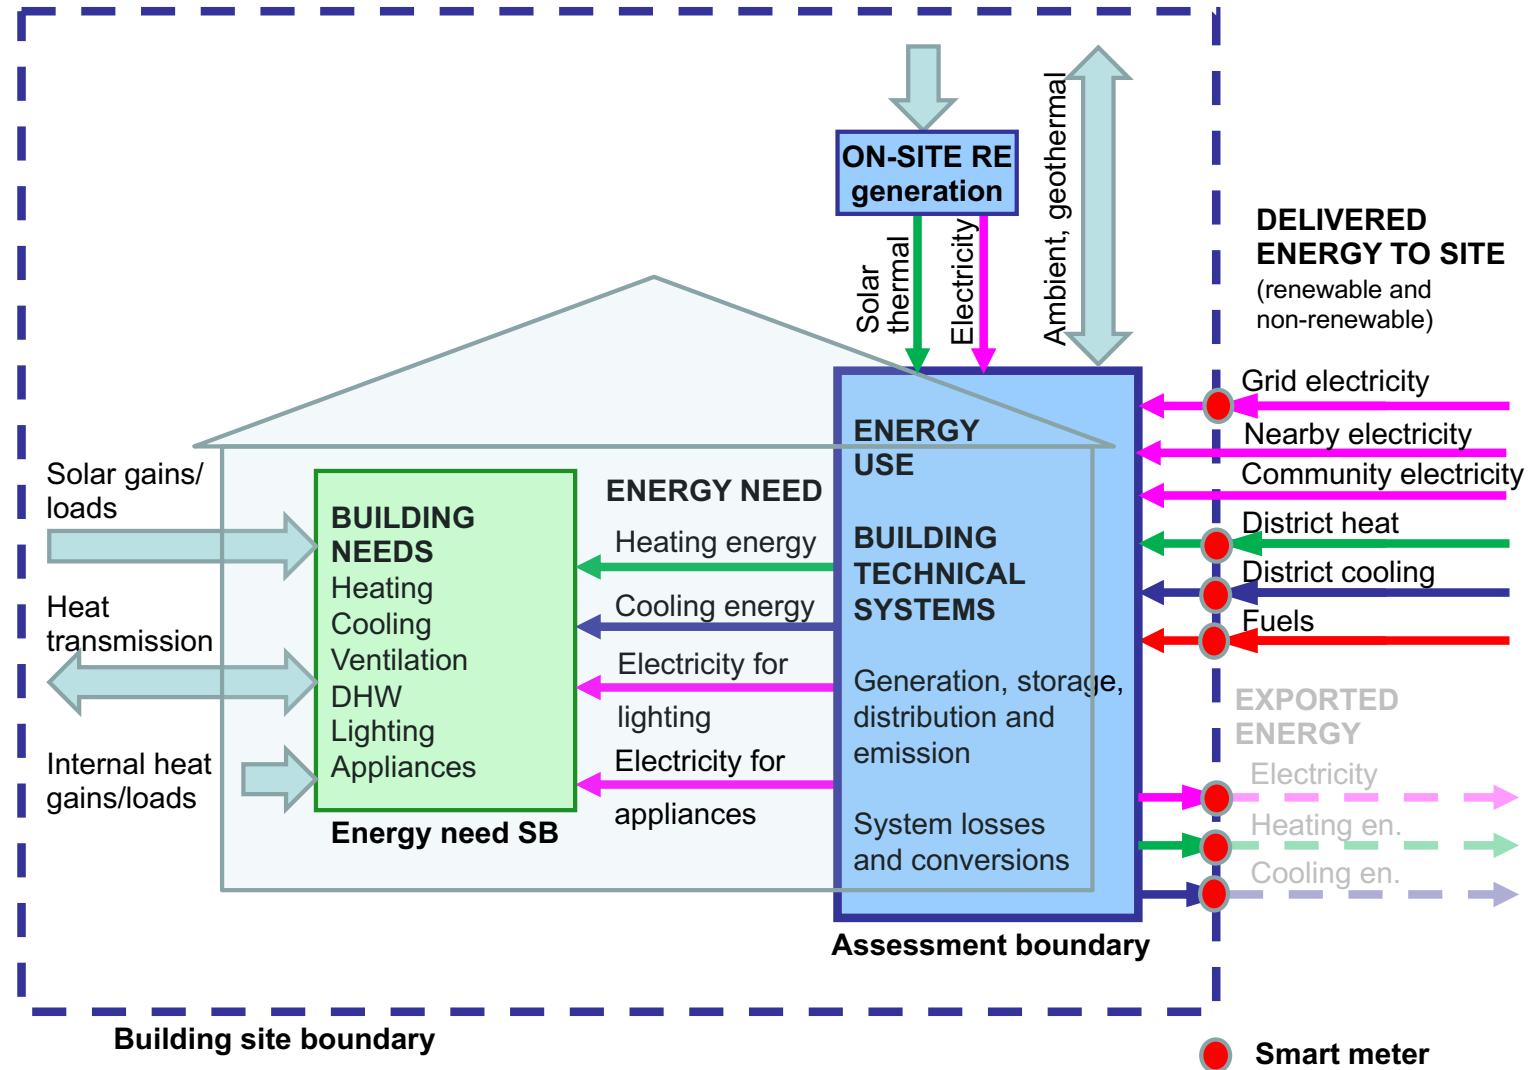 ON-SITE RE
generation
Solar
thermal
Electricity
Ambient, geothermal
DELIVERED
ENERGY TO SITE
(renewable and
non-renewable)
Grid electricity
Nearby electricity
Community electricity
District heat
District cooling
Fuels
EXPORTED
ENERGY
Electricity
Heating en.
Cooling en.
ENERGY
USE
BUILDING
TECHNICAL
SYSTEMS
Generation, storage,
distribution and
emission
System losses
and conversions
Assessment boundary
ENERGY NEED
Heating energy
Cooling energy
Electricity for
lighting
Electricity for
appliances
BUILDING
NEEDS
Heating
Cooling
Ventilation
DHW
Lighting
Appliances
Energy need SB
Solar gains/
loads
Heat
transmission
Internal heat
gains/loads
Building site boundary
Smart meter